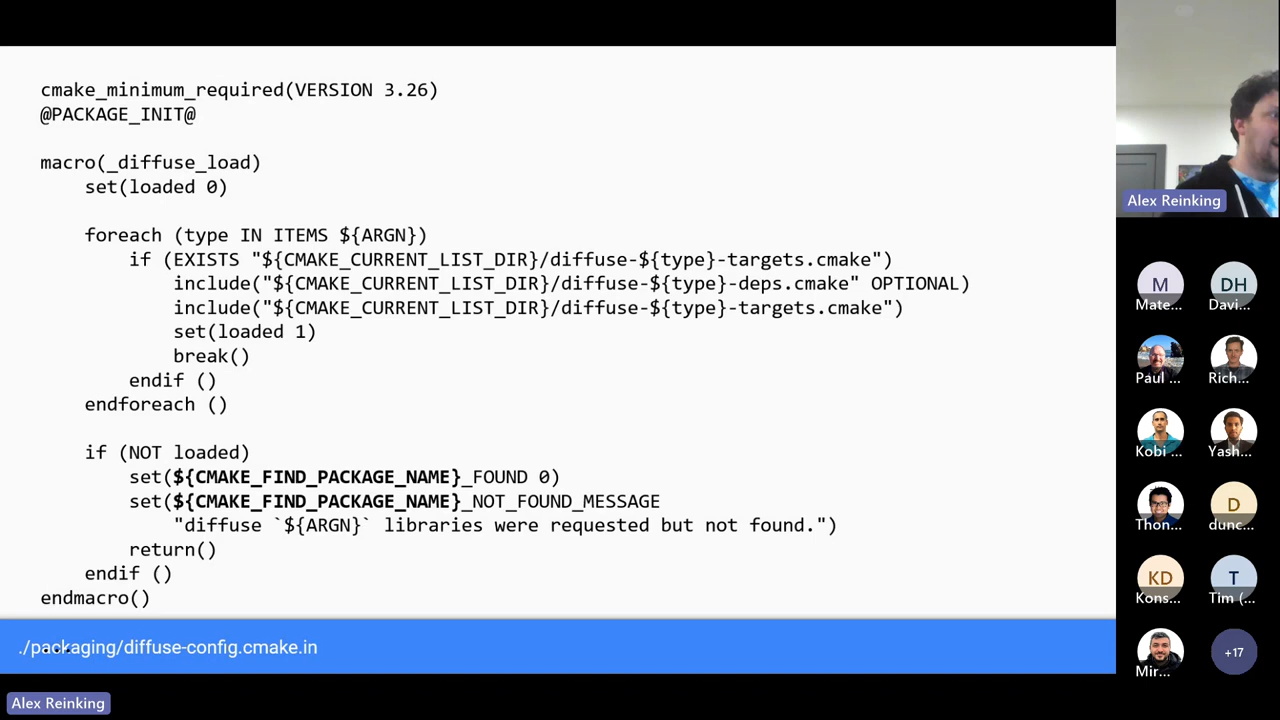 cmake_minimum_required(VERSION 3.26)
@PACKAGE_INIT@
macro(_diffuse_load)
set(loaded 0)
foreach (type IN ITEMS ${ARGN})
if (EXISTS "${CMAKE_CURRENT_LIST_DIR}/diffuse-${type}-targets.cmake")
include("${CMAKE_CURRENT_LIST_DIR}/diffuse-${type}-deps.cmake" OPTIONAL)
include("${CMAKE_CURRENT_LIST_DIR}/diffuse-${type}-targets.cmake")
set(loaded 1)
break()
endif ()
endforeach ()
if (NOT loaded)
set(${CMAKE_FIND_PACKAGE_NAME}_FOUND 0)
set(${CMAKE_FIND_PACKAGE_NAME}_NOT_FOUND_MESSAGE
"diffuse `${ARGN}` libraries were requested but not found.")
return()
endif ()
endmacro()
...
./packaging/diffuse-config.cmake.in
Alex Reinking
Alex Reinking
M
Mate...
DH
Davi...
Paul ...
Rich...
Kobi ...
Yash...
Thon...
D
dunc...
KD
Kons...
T
Tim (...
Mir...
+17